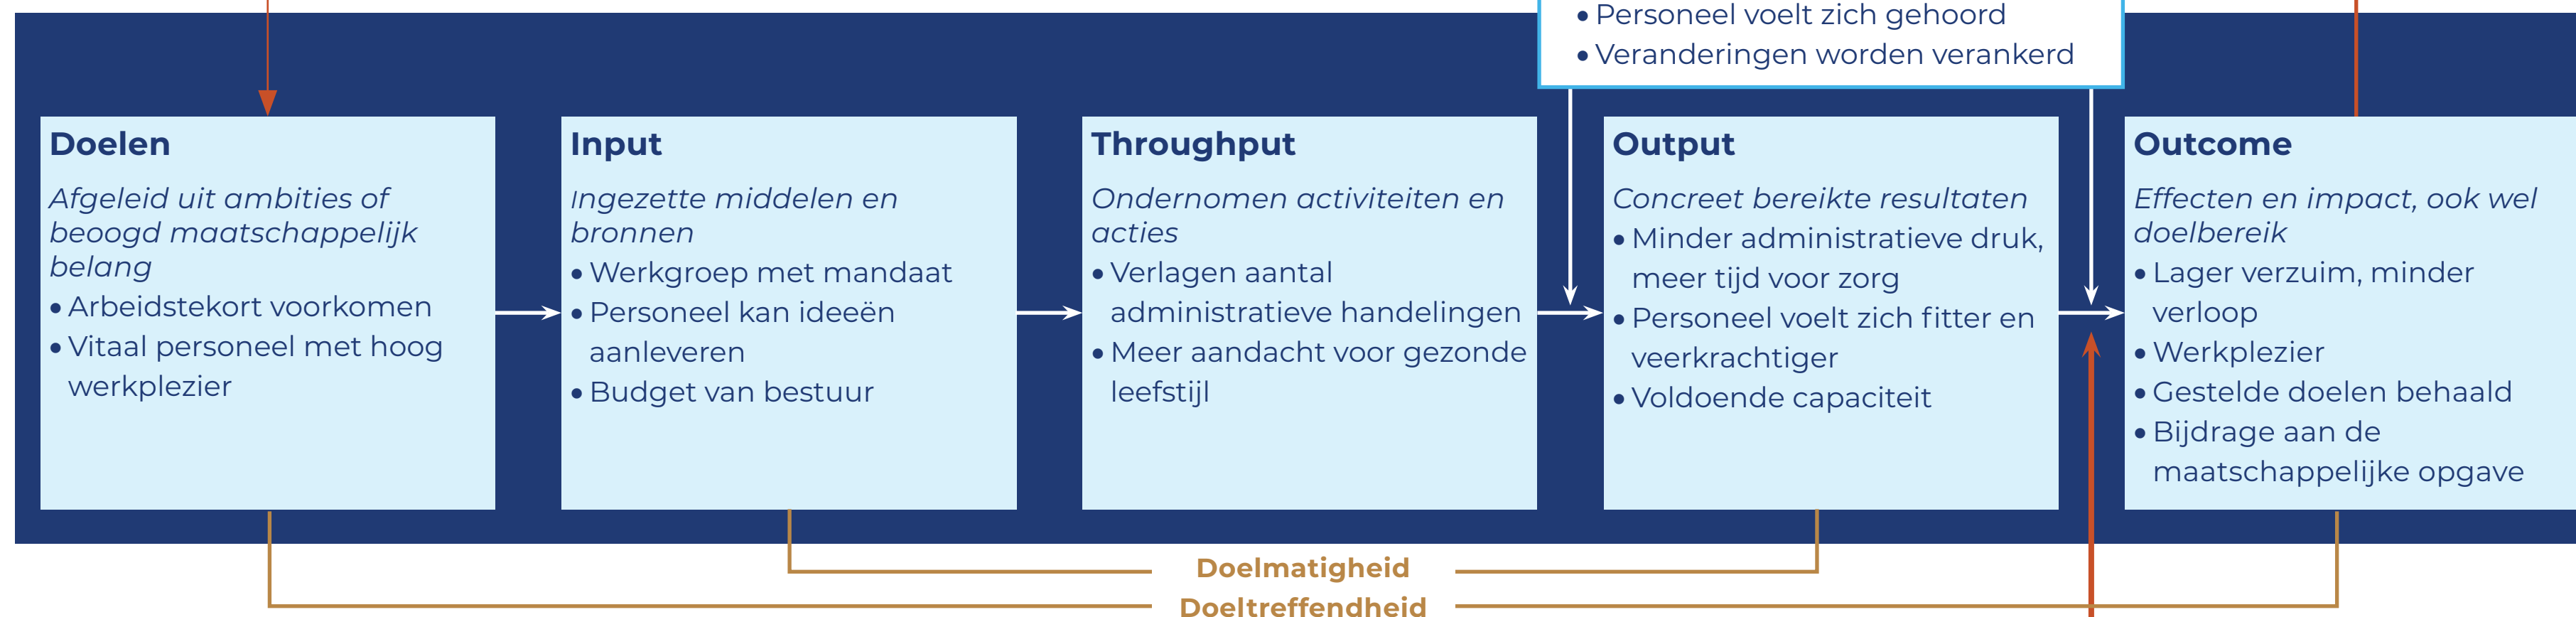 • Personeel voelt zich gehoord
• Veranderingen worden verankerd
Doelen
Afgeleid uit ambities of
beoogd maatschappelijk
belang
• Arbeidstekort voorkomen
• Vitaal personeel met hoog
werkplezier
Input
Ingezette middelen en
bronnen
• Werkgroep met mandaat
• Personeel kan ideeën
aanleveren
• Budget van bestuur
Throughput
Ondernomen activiteiten en
acties
• Verlagen aantal
administratieve handelingen
• Meer aandacht voor gezonde
leefstijl
Output
Concreet bereikte resultaten
• Minder administratieve druk,
meer tijd voor zorg
• Personeel voelt zich fitter en
veerkrachtiger
• Voldoende capaciteit
Outcome
Effecten en impact, ook wel
doelbereik
• Lager verzuim, minder
verloop
• Werkplezier
• Gestelde doelen behaald
• Bijdrage aan de
maatschappelijke opgave
Doelmatigheid
Doeltreffendheid